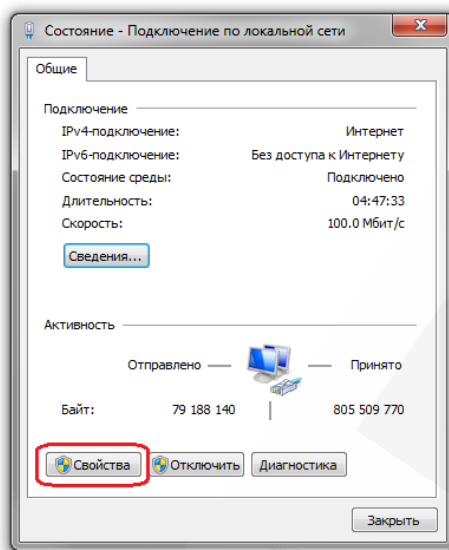 Состояние - Подключение по локальной сети
Общие
Подключение
IPv4-подключение: Интернет
IPv6-подключение: Без доступа к Интернету
Состояние среды: Подключено
Длительность: 04:47:33
Скорость: 100.0 Мбит/с
Сведения...
Активность
Отправлено — — Принято
Байт: 79 188 140 | 805 509 770
Свойства Отключить Диагностика
Закрыть